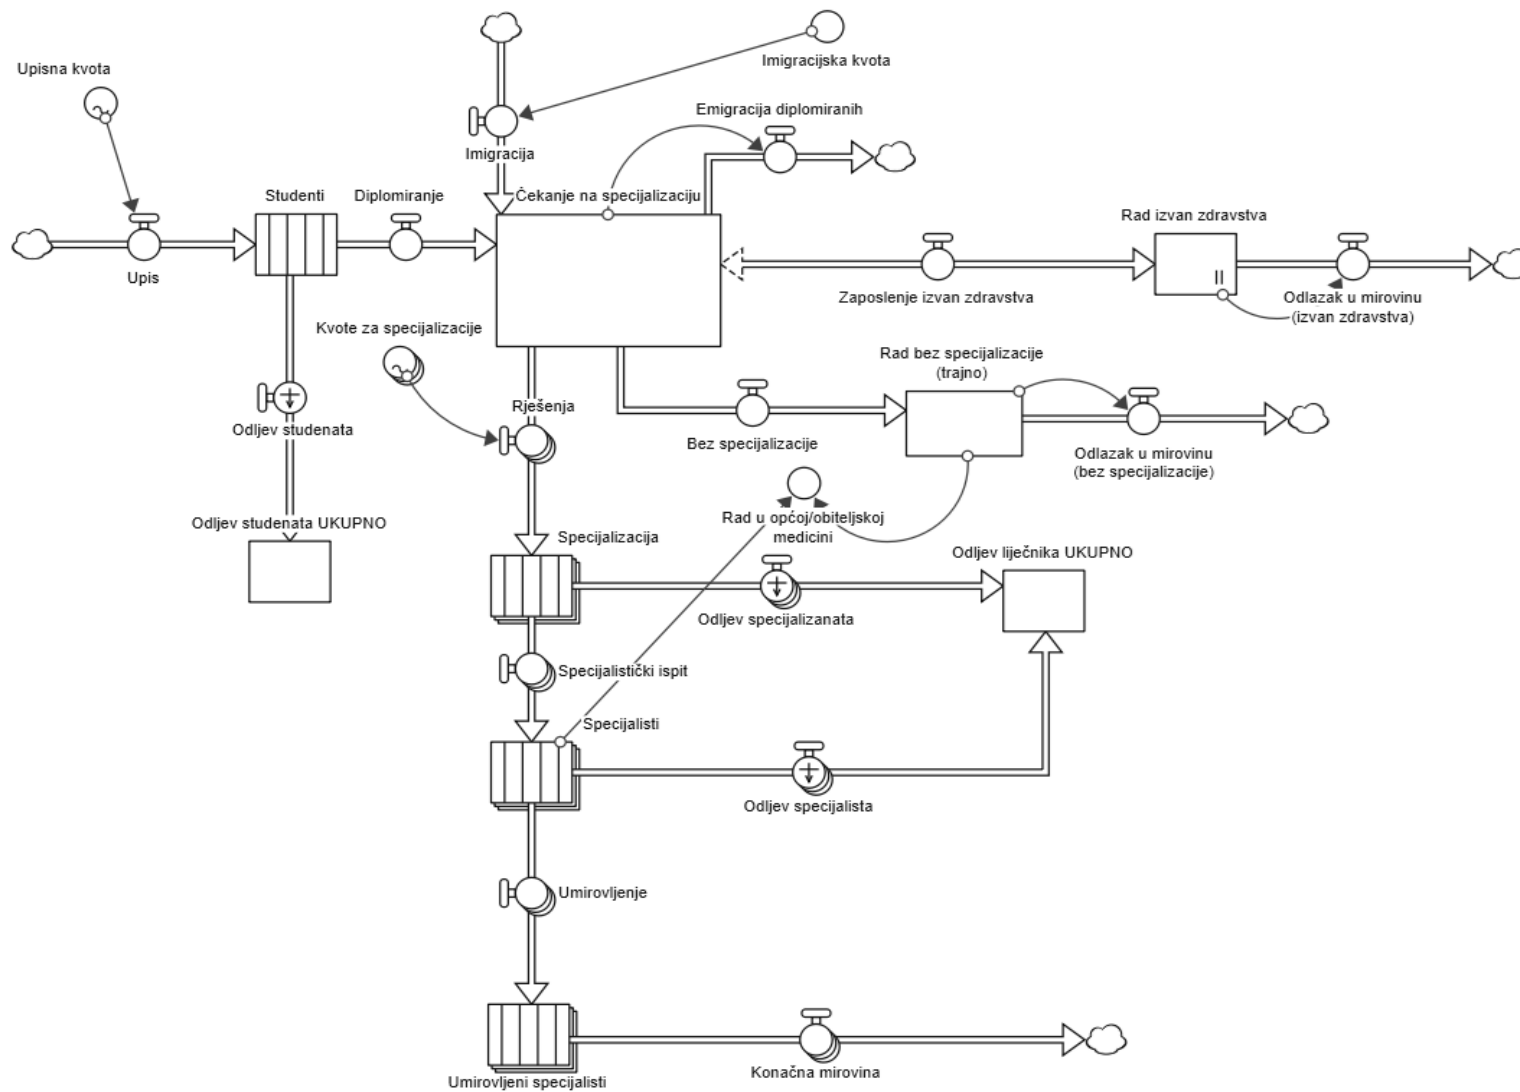 Upisna kvota
Imigracijska kvota
Emigracija diplomiranih
Imigracija
Studenti
Diplomiranje
Čekanje na specijalizaciju
Rad izvan zdravstva
Upis
Zaposlenje izvan zdravstva
Odlazak u mirovinu
(izvan zdravstva)
Kvote za specijalizacije
Rad bez specijalizacije
(trajno)
Rješenja
Odljev studenata
Bez specijalizacije
Odlazak u mirovinu
(bez specijalizacije)
Odljev studenata UKUPNO
Rad u općoj/obiteljskoj
medicini
Specijalizacija
Odljev liječnika UKUPNO
Odljev specijalizanata
Specijalistički ispit
Specijalisti
Odljev specijalista
Umirovljenje
Umirovljeni specijalisti
Konačna mirovina